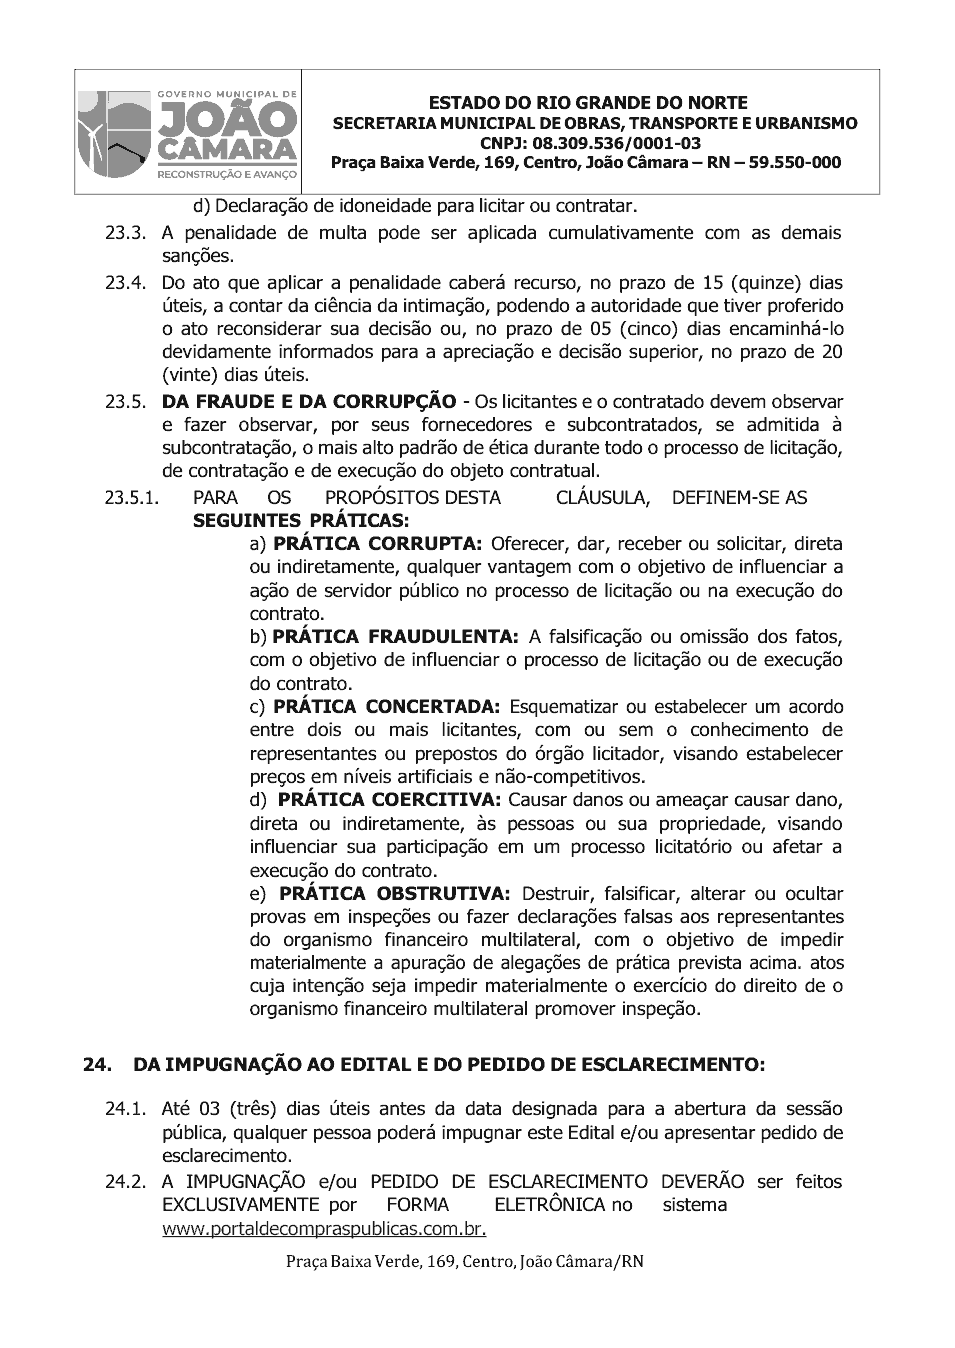 GOVERNO MUNICIPAL DE
JOÃO
CÂMARA
RECONSTRUÇÃO E AVANÇO
ESTADO DO RIO GRANDE DO NORTE
SECRETARIA MUNICIPAL DE OBRAS, TRANSPORTE E URBANISMO
CNPJ: 08.309.536/0001-03
Praça Baixa Verde, 169, Centro, João Câmara – RN – 59.550-000
d) Declaração de idoneidade para licitar ou contratar.
23.3. A penalidade de multa pode ser aplicada cumulativamente com as demais
sanções.
23.4. Do ato que aplicar a penalidade caberá recurso, no prazo de 15 (quinze) dias
úteis, a contar da ciência da intimação, podendo a autoridade que tiver proferido
o ato reconsiderar sua decisão ou, no prazo de 05 (cinco) dias encaminhá-lo
devidamente informados para a apreciação e decisão superior, no prazo de 20
(vinte) dias úteis.
23.5. DA FRAUDE E DA CORRUPÇÃO - Os licitantes e o contratado devem observar
e fazer observar, por seus fornecedores e subcontratados, se admitida à
subcontratação, o mais alto padrão de ética durante todo o processo de licitação,
de contratação e de execução do objeto contratual.
23.5.1. PARA OS PROPÓSITOS DESTA CLÁUSULA, DEFINEM-SE AS
SEGUINTES PRÁTICAS:
a) PRÁTICA CORRUPTA: Oferecer, dar, receber ou solicitar, direta
ou indiretamente, qualquer vantagem com o objetivo de influenciar a
ação de servidor público no processo de licitação ou na execução do
contrato.
b) PRÁTICA FRAUDULENTA: A falsificação ou omissão dos fatos,
com o objetivo de influenciar o processo de licitação ou de execução
do contrato.
c) PRÁTICA CONCERTADA: Esquematizar ou estabelecer um acordo
entre dois ou mais licitantes, com ou sem o conhecimento de
representantes ou prepostos do órgão licitador, visando estabelecer
preços em níveis artificiais e não-competitivos.
d) PRÁTICA COERCITIVA: Causar danos ou ameaçar causar dano,
direta ou indiretamente, às pessoas ou sua propriedade, visando
influenciar sua participação em um processo licitatório ou afetar a
execução do contrato.
e) PRÁTICA OBSTRUTIVA: Destruir, falsificar, alterar ou ocultar
provas em inspeções ou fazer declarações falsas aos representantes
do organismo financeiro multilateral, com o objetivo de impedir
materialmente a apuração de alegações de prática prevista acima. atos
cuja intenção seja impedir materialmente o exercício do direito de o
organismo financeiro multilateral promover inspeção.
24. DA IMPUGNAÇÃO AO EDITAL E DO PEDIDO DE ESCLARECIMENTO:
24.1. Até 03 (três) dias úteis antes da data designada para a abertura da sessão
pública, qualquer pessoa poderá impugnar este Edital e/ou apresentar pedido de
esclarecimento.
24.2. A IMPUGNAÇÃO e/ou PEDIDO DE ESCLARECIMENTO DEVERÃO ser feitos
EXCLUSIVAMENTE por FORMA ELETRÔNICA no sistema
www.portaldecompraspublicas.com.br.
Praça Baixa Verde, 169, Centro, João Câmara/RN